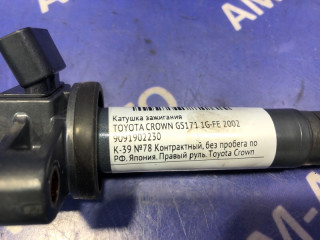 Катушка зажигания
TOYOTA CROWN GS171 1G-FE 2002
9091902230
К-39 №78 Контрактный, без пробега по
РФ. Япония. Правый руль. Toyota Crown